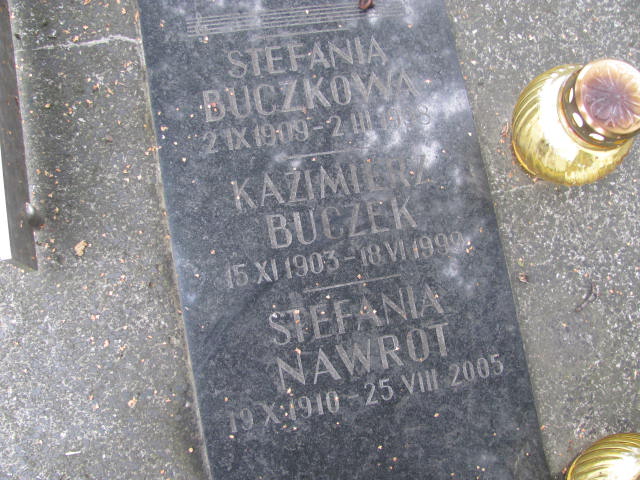 STEFANIA
BUCZKOWA
2 IX 1909 - 2 III
KAZIMIERZ
BUCZEK
15 XI 1903 - 18 VI
STEFANIA
NAWROT
19 X 1910 - 25 VIII 2005